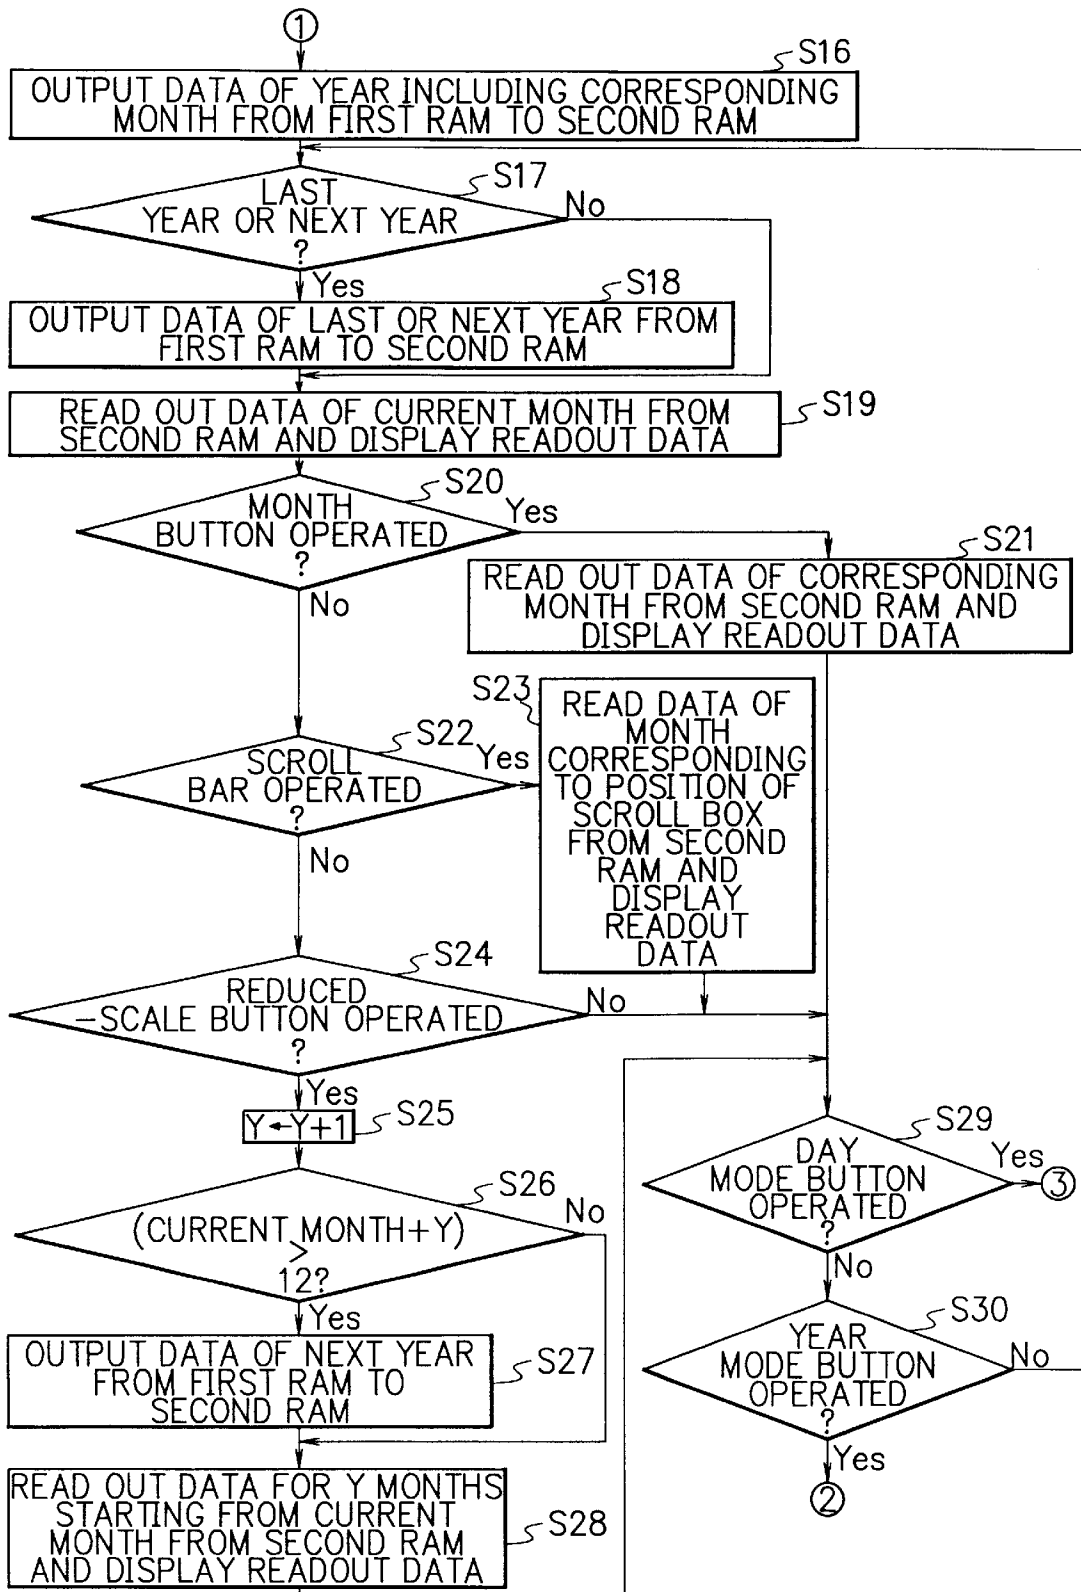 1
S16
OUTPUT DATA OF YEAR INCLUDING CORRESPONDING
MONTH FROM FIRST RAM TO SECOND RAM
S17
LAST
YEAR OR NEXT YEAR
?
No
Yes
S18
OUTPUT DATA OF LAST OR NEXT YEAR FROM
FIRST RAM TO SECOND RAM
S19
READ OUT DATA OF CURRENT MONTH FROM
SECOND RAM AND DISPLAY READOUT DATA
S20
MONTH
BUTTON OPERATED
?
Yes
No
S21
READ OUT DATA OF CORRESPONDING
MONTH FROM SECOND RAM AND
DISPLAY READOUT DATA
S22
SCROLL
BAR OPERATED
?
Yes
No
S23
READ DATA OF
MONTH
CORRESPONDING
TO POSITION OF
SCROLL BOX
FROM SECOND
RAM AND
DISPLAY
READOUT
DATA
S24
REDUCED
-SCALE BUTTON OPERATED
?
No
Yes
S25
Y←Y+1
S26
(CURRENT MONTH+Y)
>
12?
No
Yes
S27
OUTPUT DATA OF NEXT YEAR
FROM FIRST RAM TO
SECOND RAM
S28
READ OUT DATA FOR Y MONTHS
STARTING FROM CURRENT
MONTH FROM SECOND RAM
AND DISPLAY READOUT DATA
S29
DAY
MODE BUTTON
OPERATED
?
Yes
3
No
S30
YEAR
MODE BUTTON
OPERATED
?
No
Yes
2